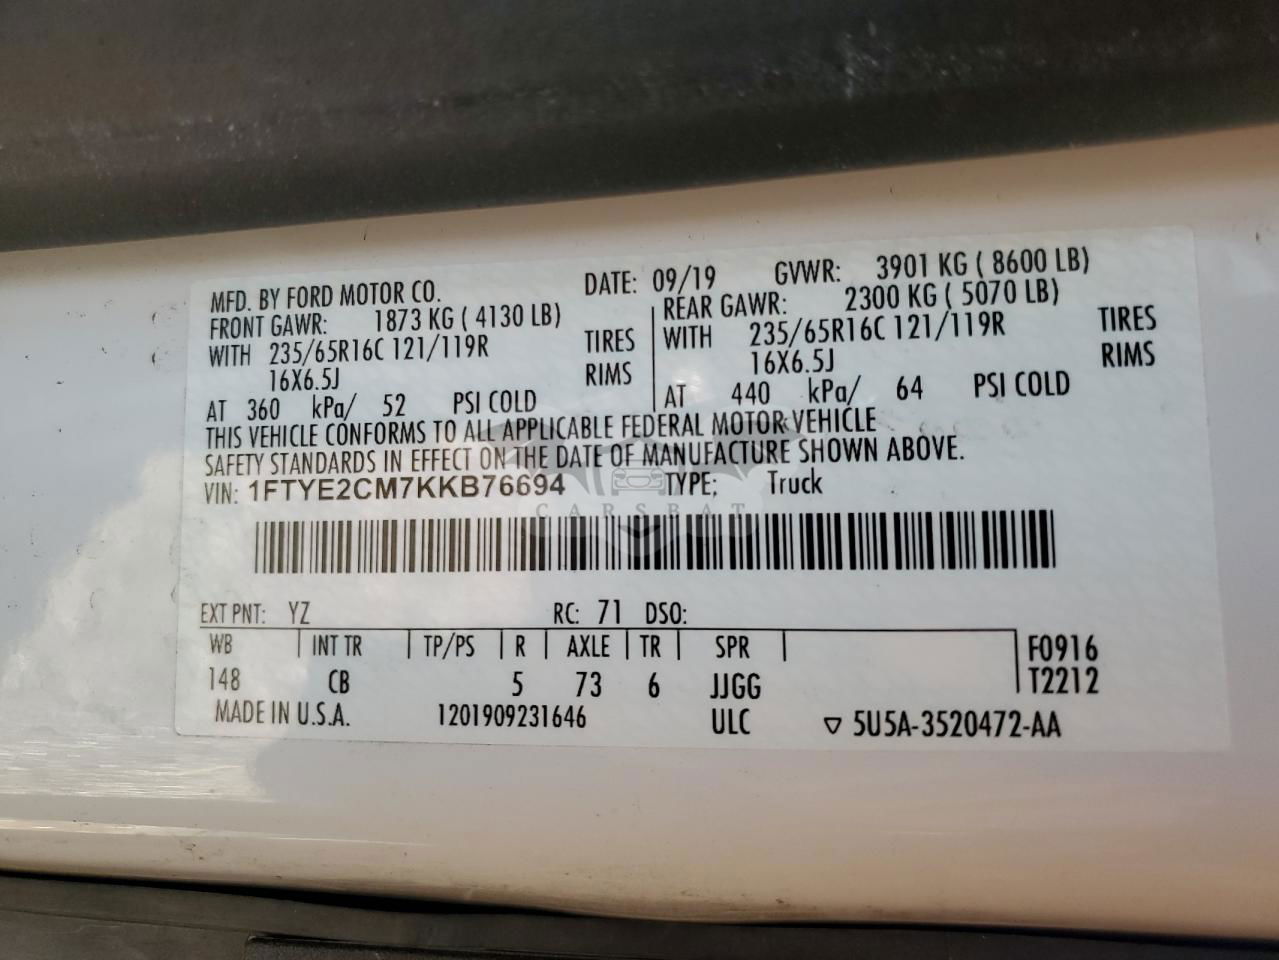 MFD. BY FORD MOTOR CO. DATE: 09/19 GVWR: 3901 KG ( 8600 LB)
FRONT GAWR: 1873 KG ( 4130 LB) REAR GAWR: 2300 KG ( 5070 LB)
WITH 235/65R16C 121/119R TIRES WITH 235/65R16C 121/119R TIRES
16X6.5J RIMS 16X6.5J RIMS
AT 360 kPa/ 52 PSI COLD AT 440 kPa/ 64 PSI COLD
THIS VEHICLE CONFORMS TO ALL APPLICABLE FEDERAL MOTOR VEHICLE
SAFETY STANDARDS IN EFFECT ON THE DATE OF MANUFACTURE SHOWN ABOVE.
VIN: 1FTYE2CM7KKB76694 TYPE: Truck
CARSBAT
EXT PNT: YZ RC: 71 DSO:
WB INT TR TP/PS R AXLE TR SPR F0916
148 CB 5 73 6 JJGG T2212
MADE IN U.S.A. 1201909231646 ULC ▽ 5U5A-3520472-AA